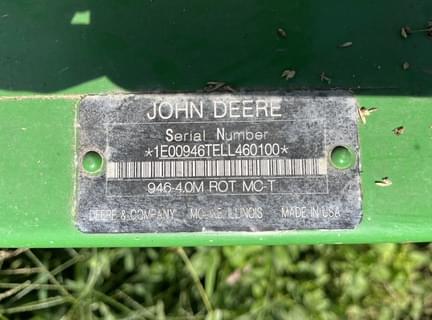 JOHN DEERE
Serial Number
*1E00946TELL460100*
946-4.0M ROT MC-T
DEERE & COMPANY MOLINE, ILLINOIS MADE IN USA